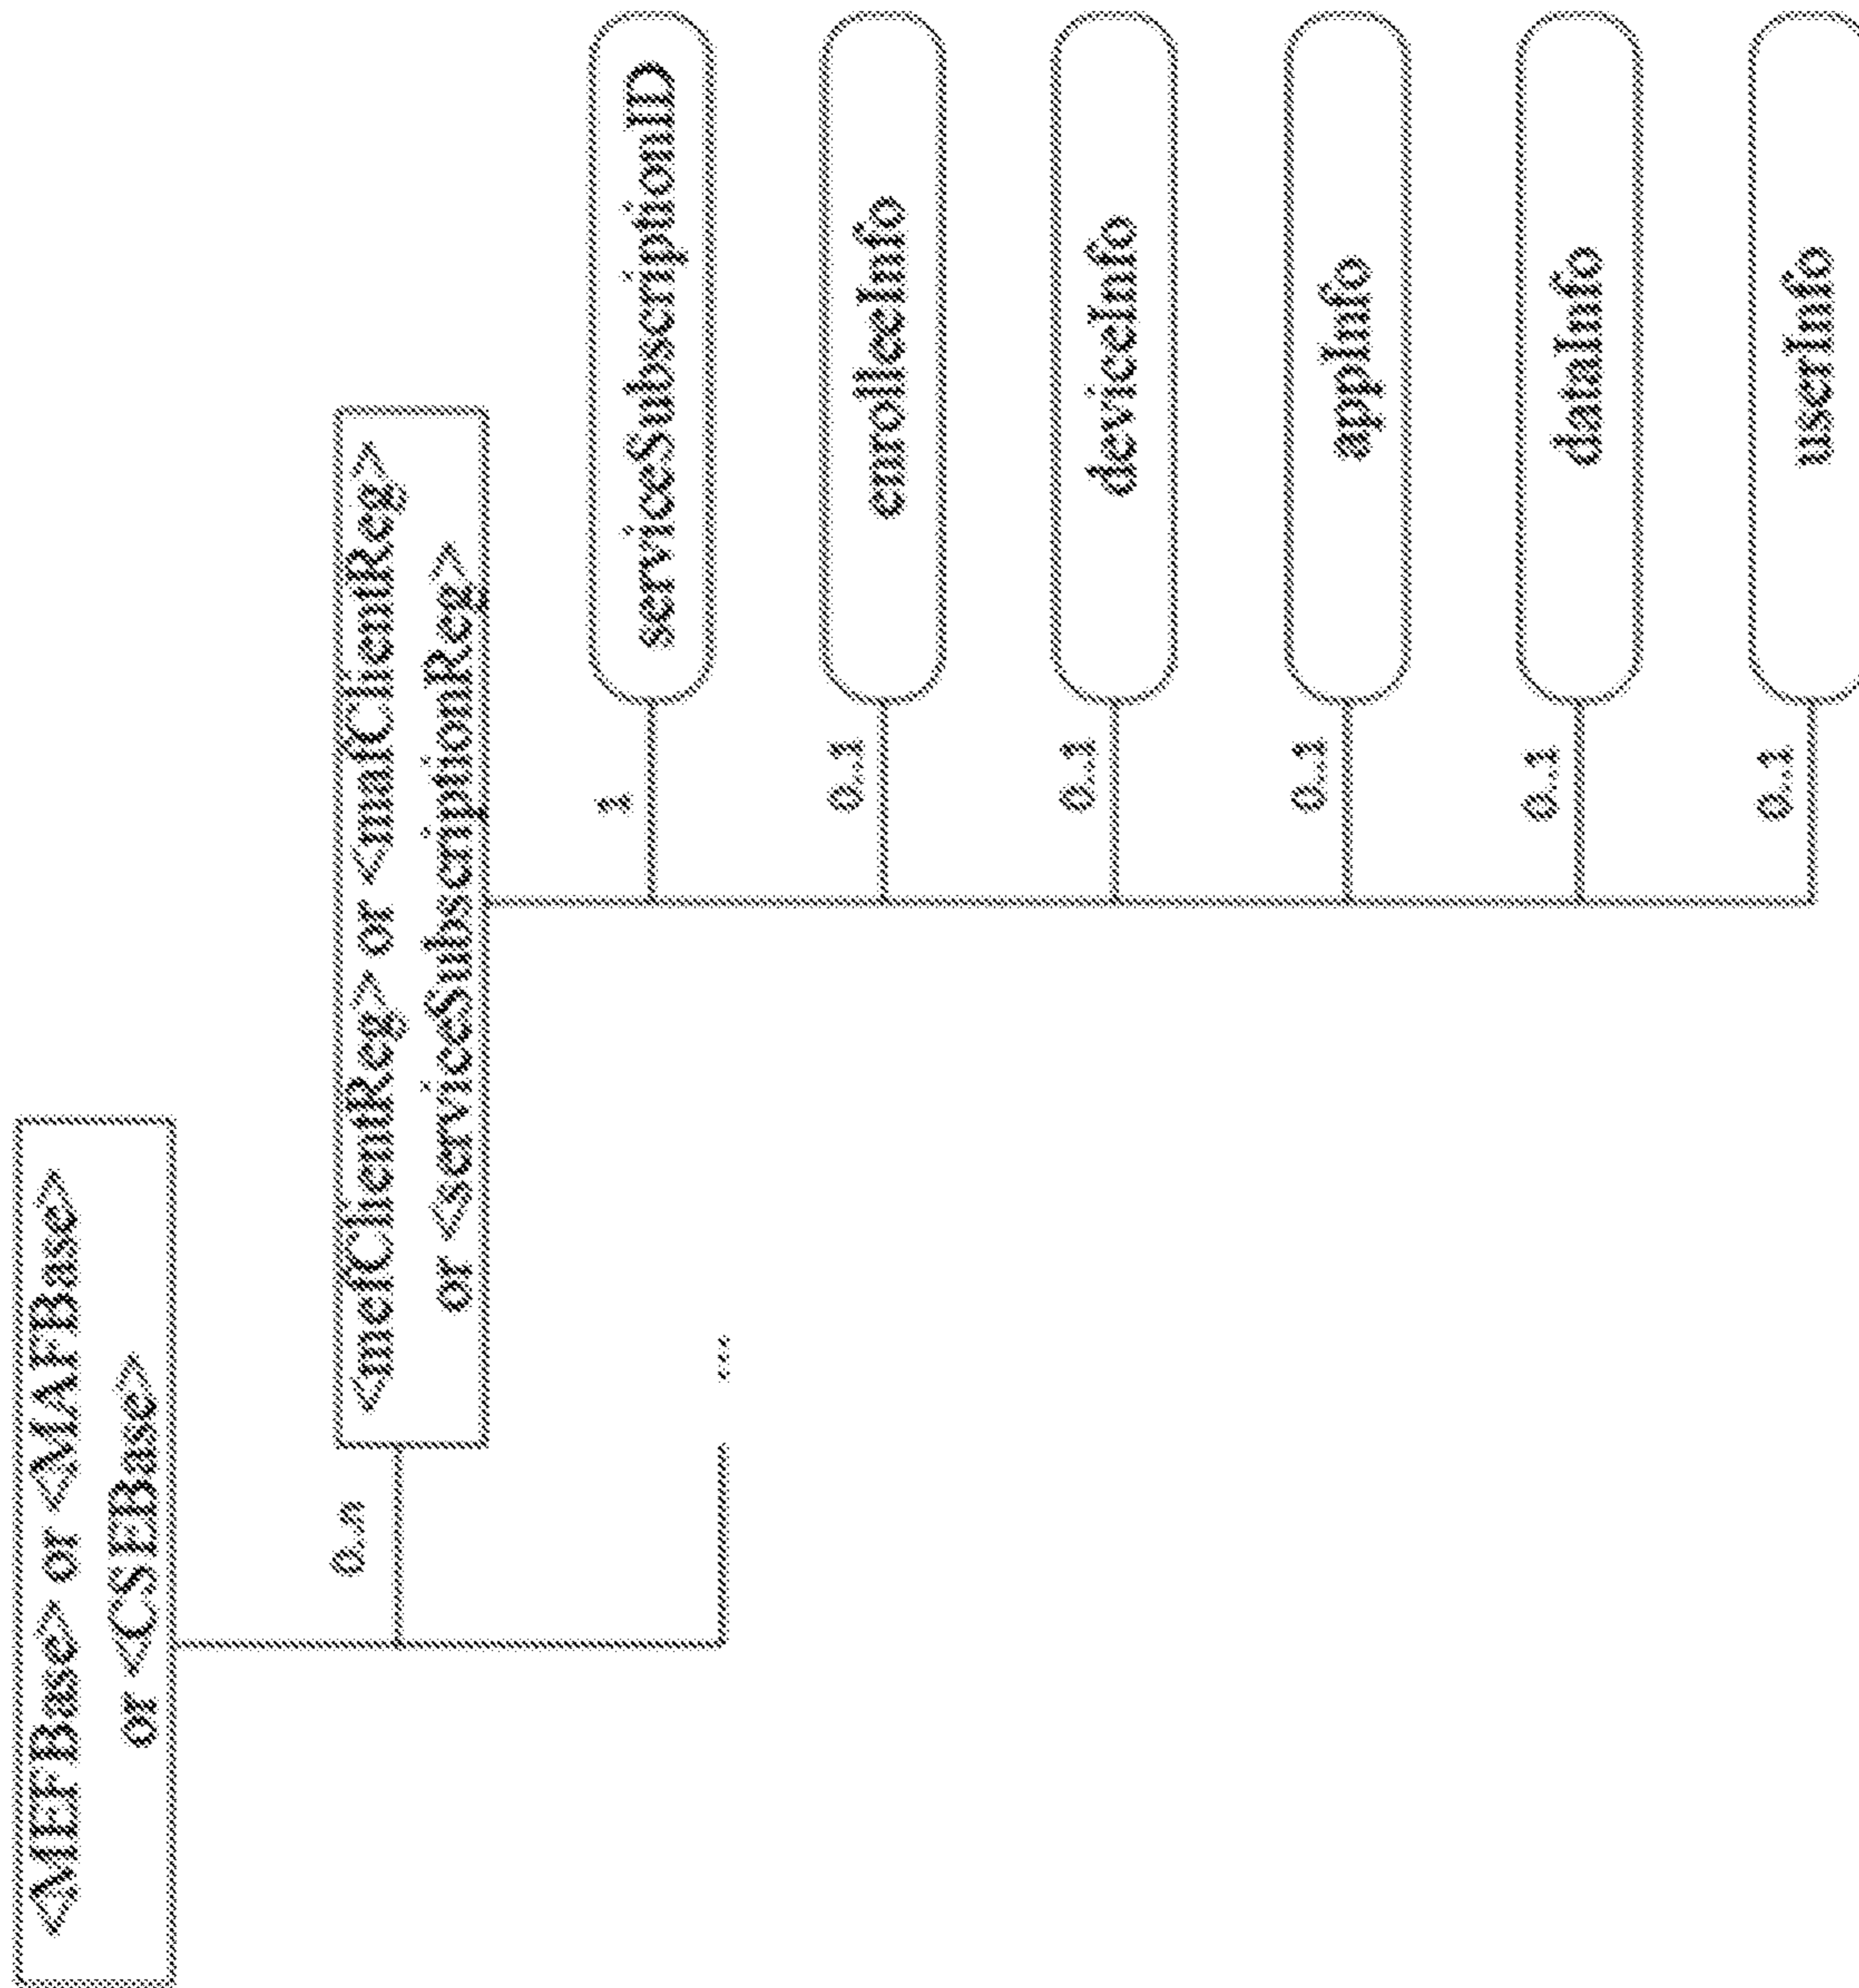 <MEFBase> or <MAFBase>
or <CSEBase>
0..n
<mefClientReg> or <mafClientReg>
or <serviceSubscriptionReg>
...
1
serviceSubscriptionID
0..1
enrolleeInfo
0..1
deviceInfo
0..1
appInfo
0..1
dataInfo
0..1
userInfo